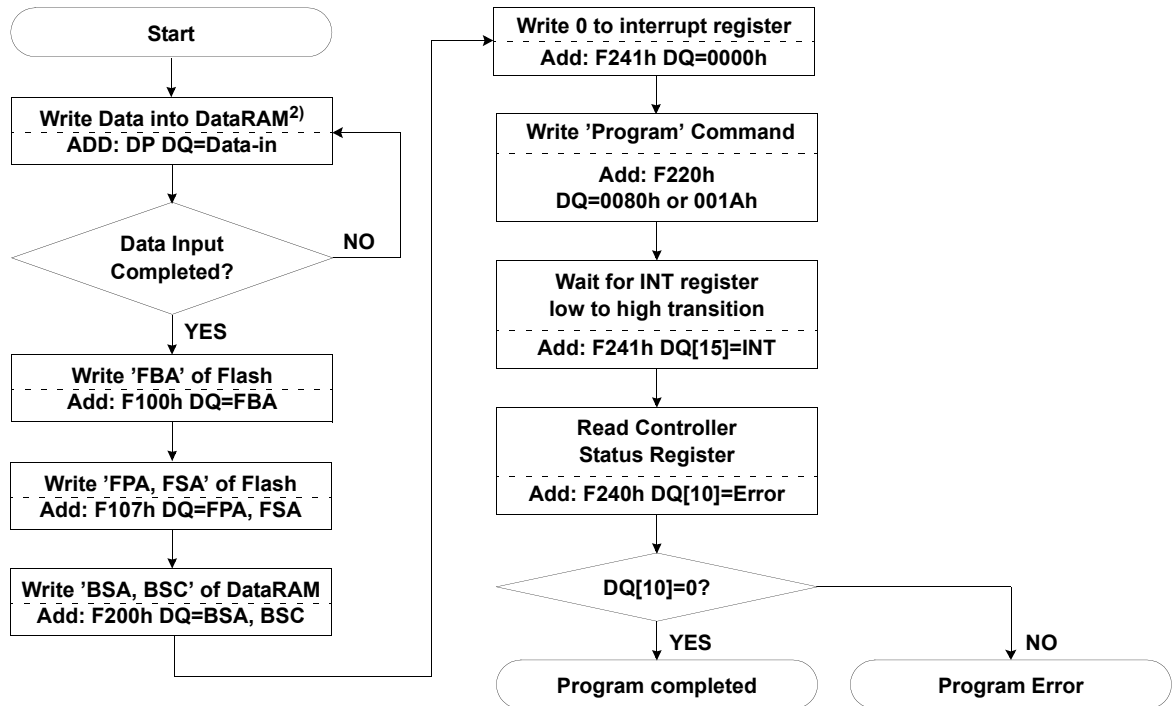 Start
Write Data into DataRAM2)
ADD: DP DQ=Data-in
Data Input
Completed?
NO
YES
Write ’FBA’ of Flash
Add: F100h DQ=FBA
Write ’FPA, FSA’ of Flash
Add: F107h DQ=FPA, FSA
Write ’BSA, BSC’ of DataRAM
Add: F200h DQ=BSA, BSC
Write 0 to interrupt register
Add: F241h DQ=0000h
Write ’Program’ Command
Add: F220h
DQ=0080h or 001Ah
Wait for INT register
low to high transition
Add: F241h DQ[15]=INT
Read Controller
Status Register
Add: F240h DQ[10]=Error
DQ[10]=0?
YES
NO
Program completed
Program Error